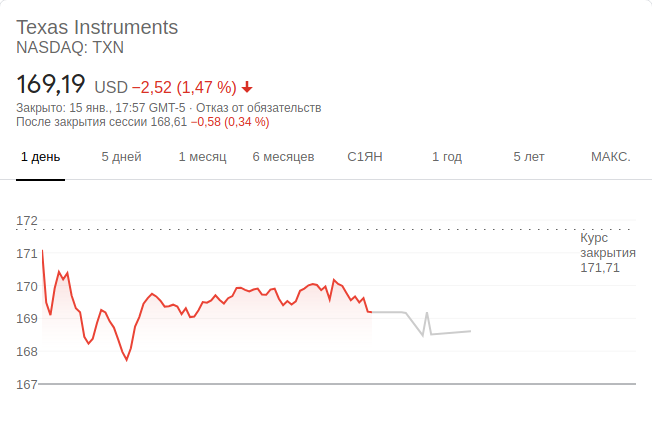 Texas Instruments
NASDAQ: TXN
169,19 USD −2,52 (1,47 %)
Закрыто: 15 янв., 17:57 GMT-5 · Отказ от обязательств
После закрытия сессии 168,61 −0,58 (0,34 %)
1 день 5 дней 1 месяц 6 месяцев С1ЯН 1 год 5 лет МАКС.
172
Курс
закрытия
171,71
171
170
169
168
167